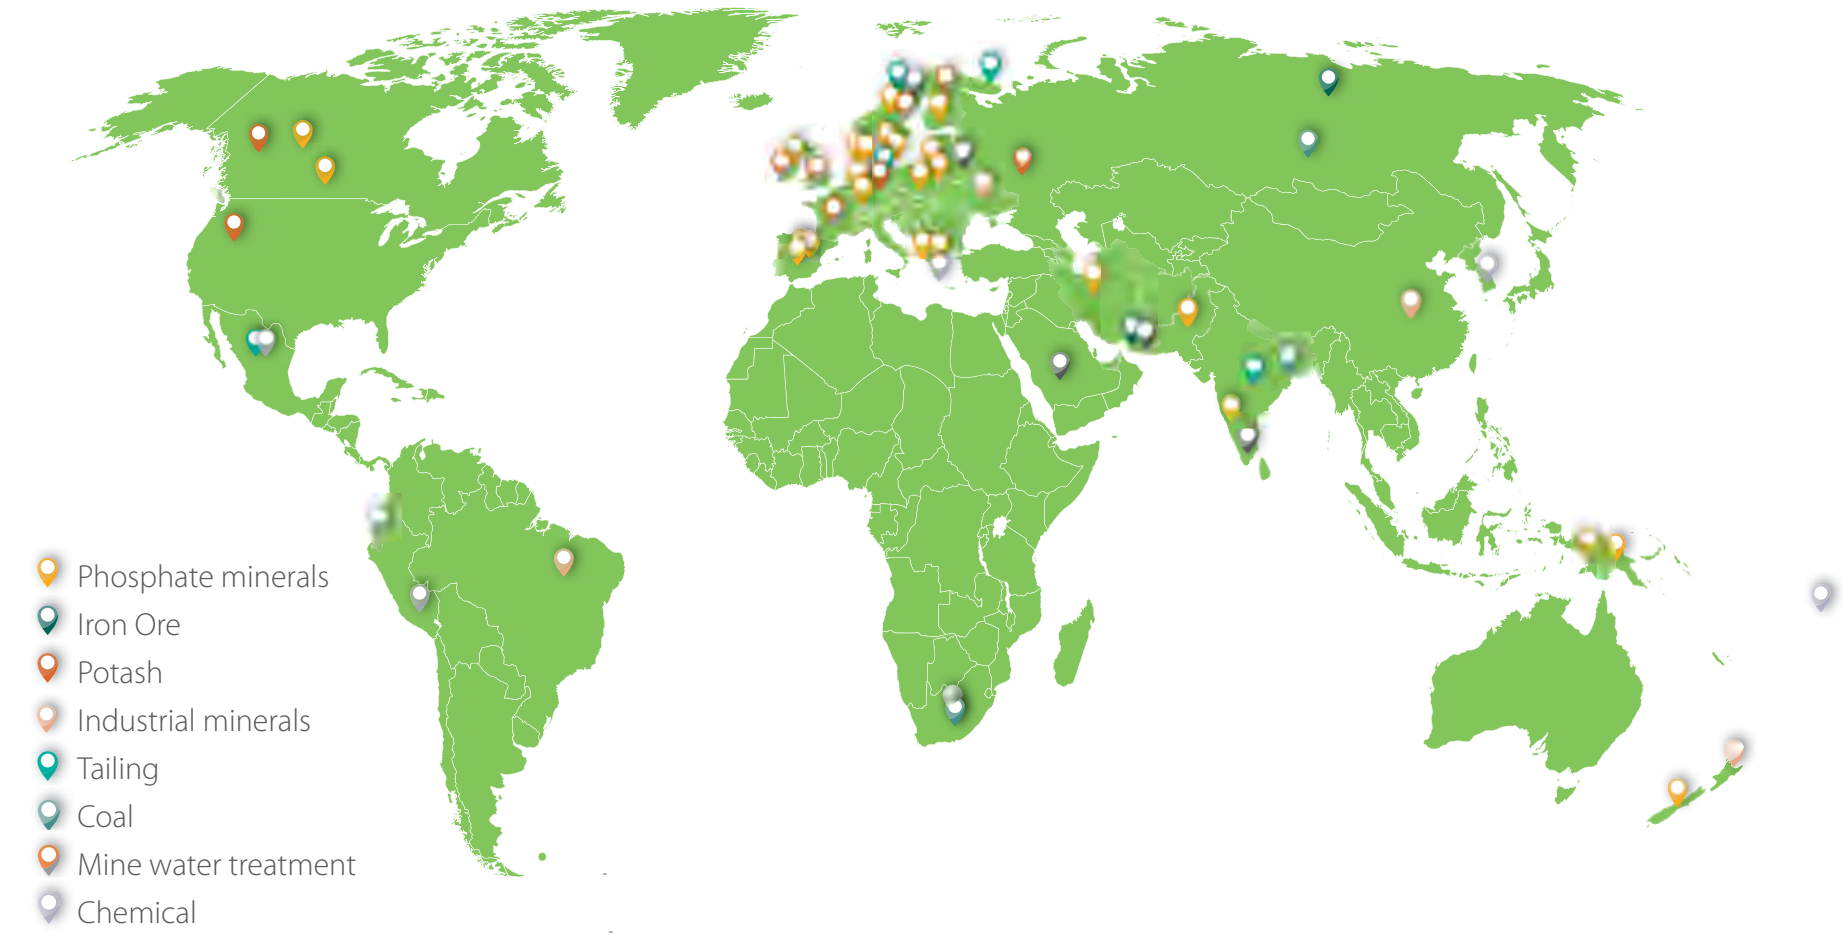 Phosphate minerals
Iron Ore
Potash
Industrial minerals
Tailing
Coal
Mine water treatment
Chemical